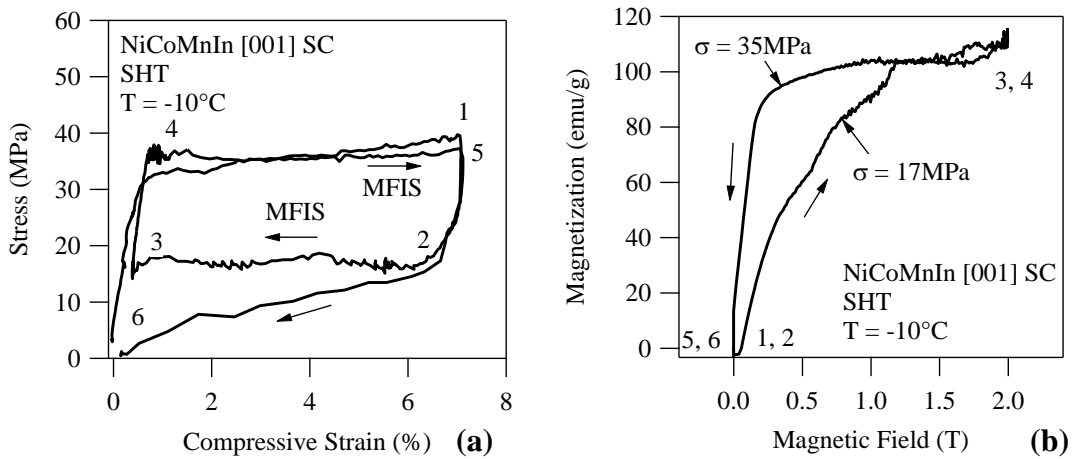 60
50
40
30
20
10
0
Stress (MPa)
NiCoMnIn [001] SC
SHT
T = -10°C
4
1
5
MFIS
MFIS
3
2
6
0
2
4
6
8
Compressive Strain (%)
(a)
120
100
80
60
40
20
0
Magnetization (emu/g)
σ = 35MPa
3, 4
σ = 17MPa
NiCoMnIn [001] SC
SHT
T = -10°C
5, 6
1, 2
0.0
0.5
1.0
1.5
2.0
Magnetic Field (T)
(b)